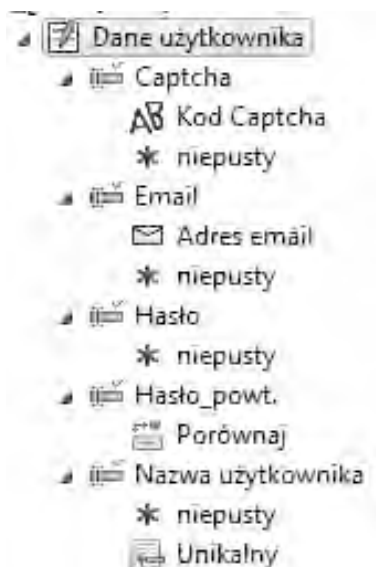 Dane użytkownika
Captcha
Kod Captcha
niepusty
Email
Adres email
niepusty
Hasło
niepusty
Hasło_powt.
Porównaj
Nazwa użytkownika
niepusty
Unikalny